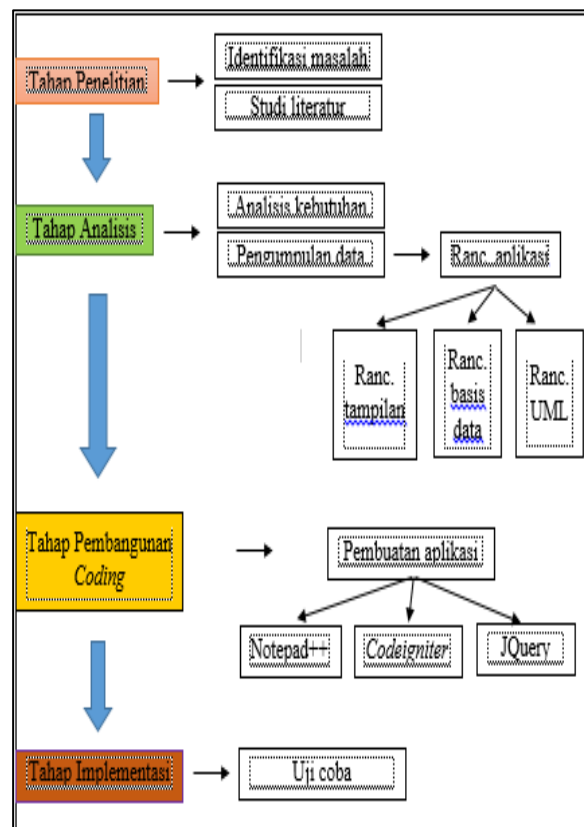 Identifikasi masalah
Tahap Penelitian
Studi literatur
Analisis kebutuhan
Tahap Analisis
Pengumpulan data
Ranc. aplikasi
Ranc.
tampilan
Ranc.
basis
data
Ranc.
UML
Tahap Pembangunan
Coding
Pembuatan aplikasi
Notepad++
Codeigniter
JQuery
Tahap Implementasi
Uji coba